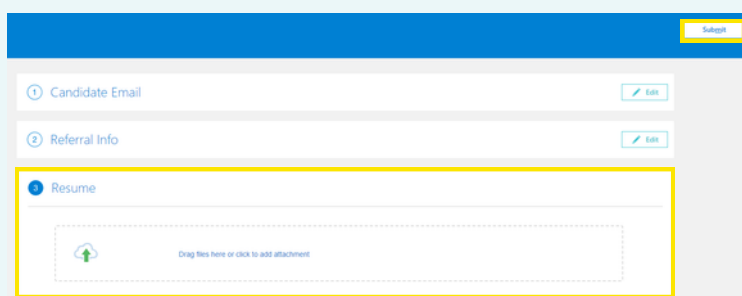 Submit
1 Candidate Email
Edit
2 Referral Info
Edit
3 Resume
Drag files here or click to add attachment